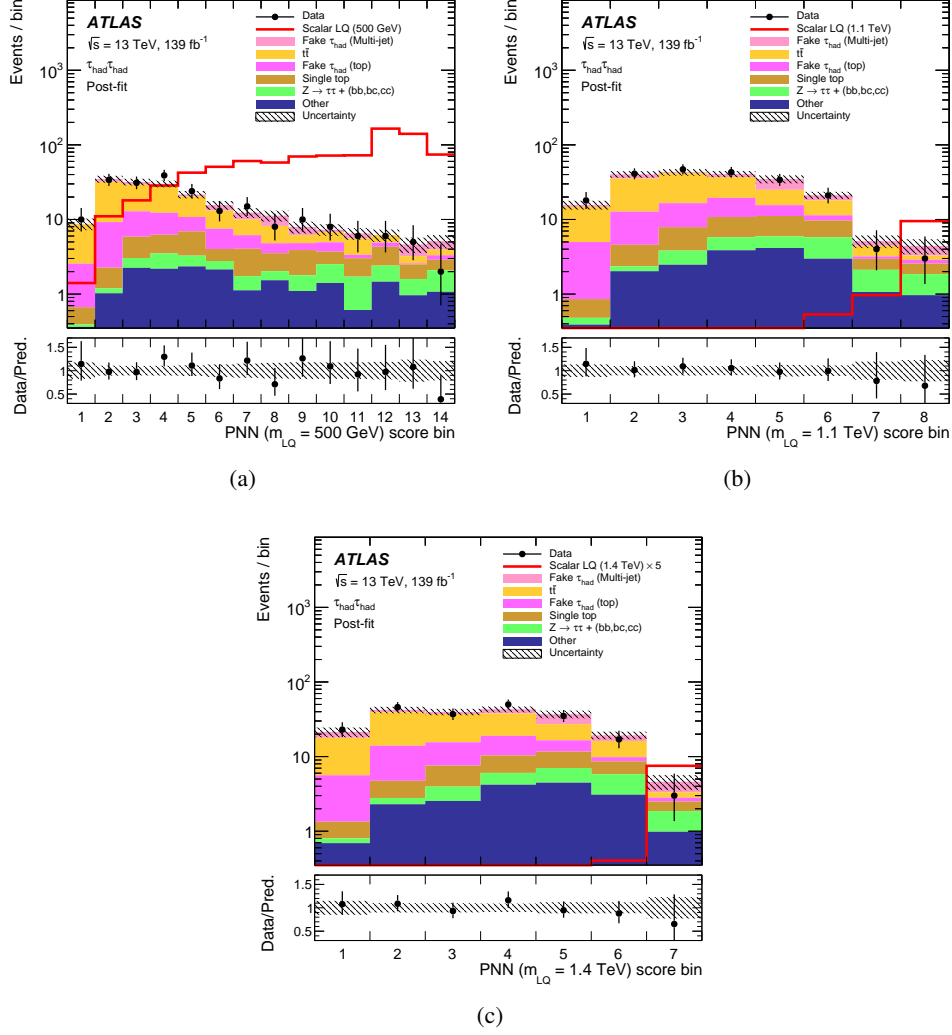 Events / bin
10³
10²
10
1
ATLAS
√s = 13 TeV, 139 fb⁻¹
τhadτhad
Post-fit
Data
Scalar LQ (500 GeV)
Fake τhad (Multi-jet)
tt̄
Fake τhad (top)
Single top
Z → ττ + (bb,bc,cc)
Other
Uncertainty
Data/Pred.
1.5
1
0.5
1 2 3 4 5 6 7 8 9 10 11 12 13 14
PNN (mLQ = 500 GeV) score bin
(a)
Events / bin
10³
10²
10
1
ATLAS
√s = 13 TeV, 139 fb⁻¹
τhadτhad
Post-fit
Data
Scalar LQ (1.1 TeV)
Fake τhad (Multi-jet)
tt̄
Fake τhad (top)
Single top
Z → ττ + (bb,bc,cc)
Other
Uncertainty
Data/Pred.
1.5
1
0.5
1 2 3 4 5 6 7 8
PNN (mLQ = 1.1 TeV) score bin
(b)
Events / bin
10³
10²
10
1
ATLAS
√s = 13 TeV, 139 fb⁻¹
τhadτhad
Post-fit
Data
Scalar LQ (1.4 TeV) × 5
Fake τhad (Multi-jet)
tt̄
Fake τhad (top)
Single top
Z → ττ + (bb,bc,cc)
Other
Uncertainty
Data/Pred.
1.5
1
0.5
1 2 3 4 5 6 7
PNN (mLQ = 1.4 TeV) score bin
(c)